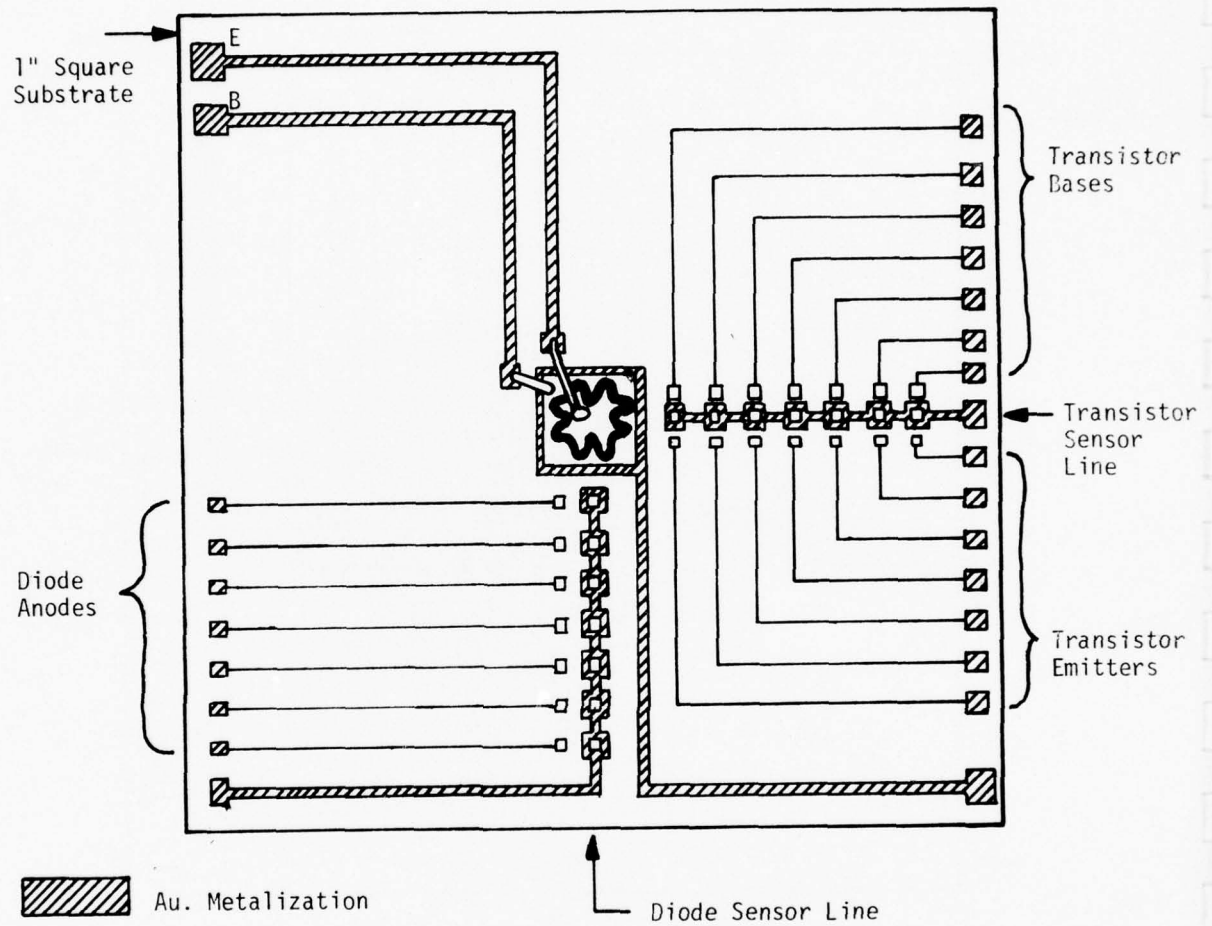 E
1" Square
Substrate
B
Transistor
Bases
Transistor
Sensor
Line
Diode
Anodes
Transistor
Emitters
Au. Metalization
Diode Sensor Line